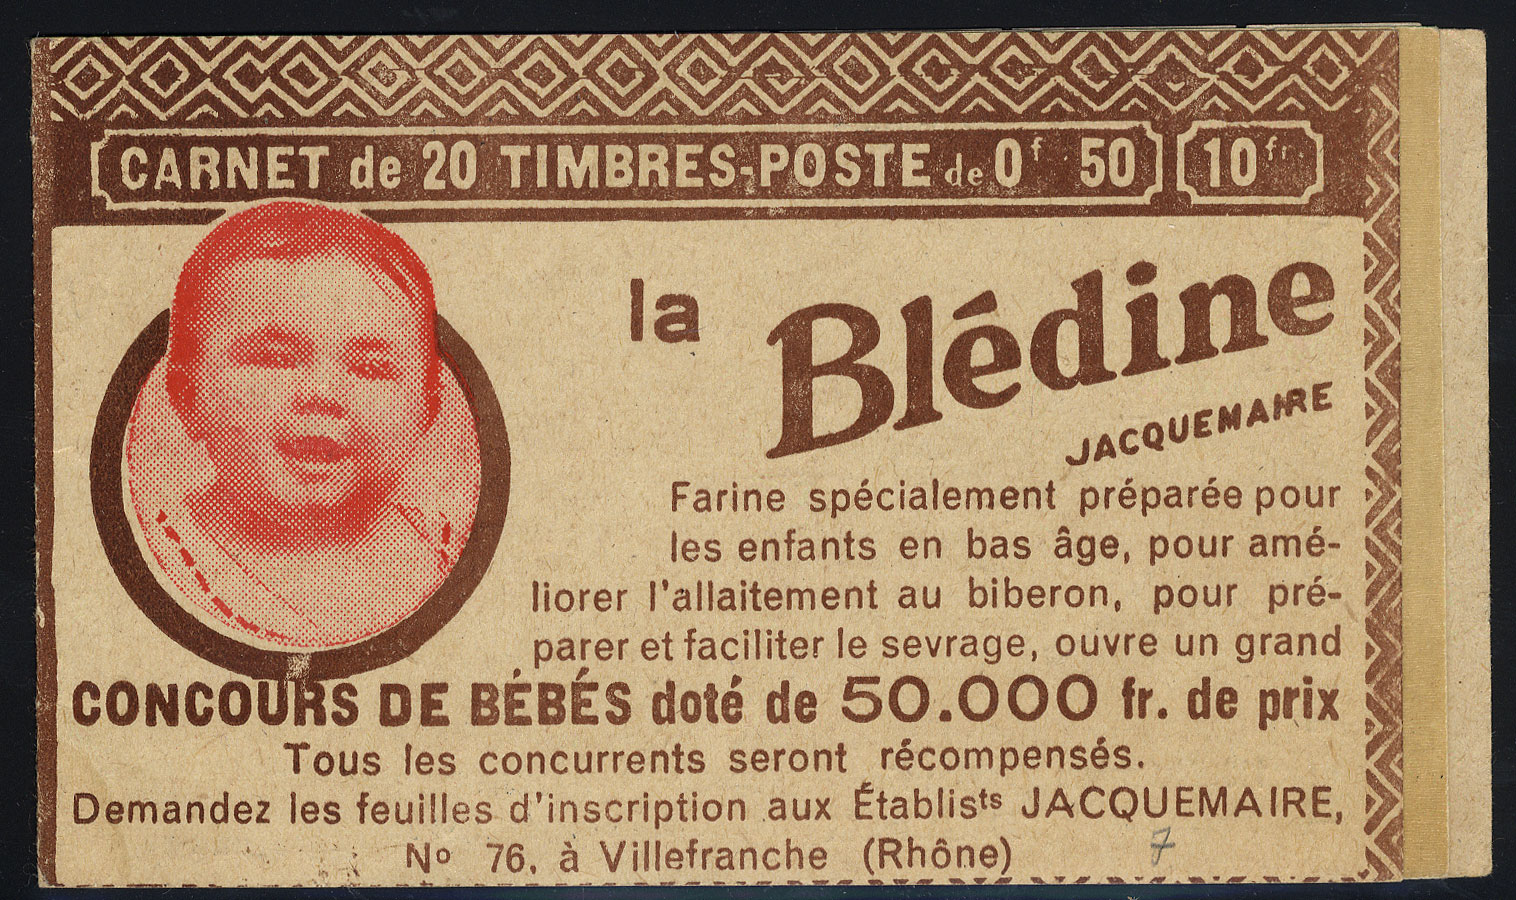 CARNET de 20 TIMBRES-POSTE de 0f 50 10fr.
la Blédine
JACQUEMAIRE
Farine spécialement préparée pour
les enfants en bas âge, pour amé-
liorer l'allaitement au biberon, pour pré-
parer et faciliter le sevrage, ouvre un grand
CONCOURS DE BÉBÉS doté de 50.000 fr. de prix
Tous les concurrents seront récompensés.
Demandez les feuilles d'inscription aux Établists JACQUEMAIRE,
No 76, à Villefranche (Rhône)
7